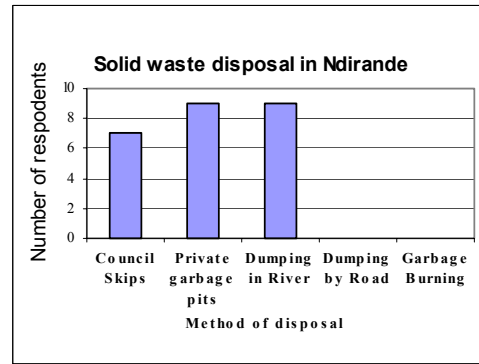 Solid waste disposal in Ndirande
Number of respodents
10
8
6
4
2
0
Council
Skips
Private
garbage
pits
Dumping
in River
Dumping
by Road
Garbage
Burning
Method of disposal